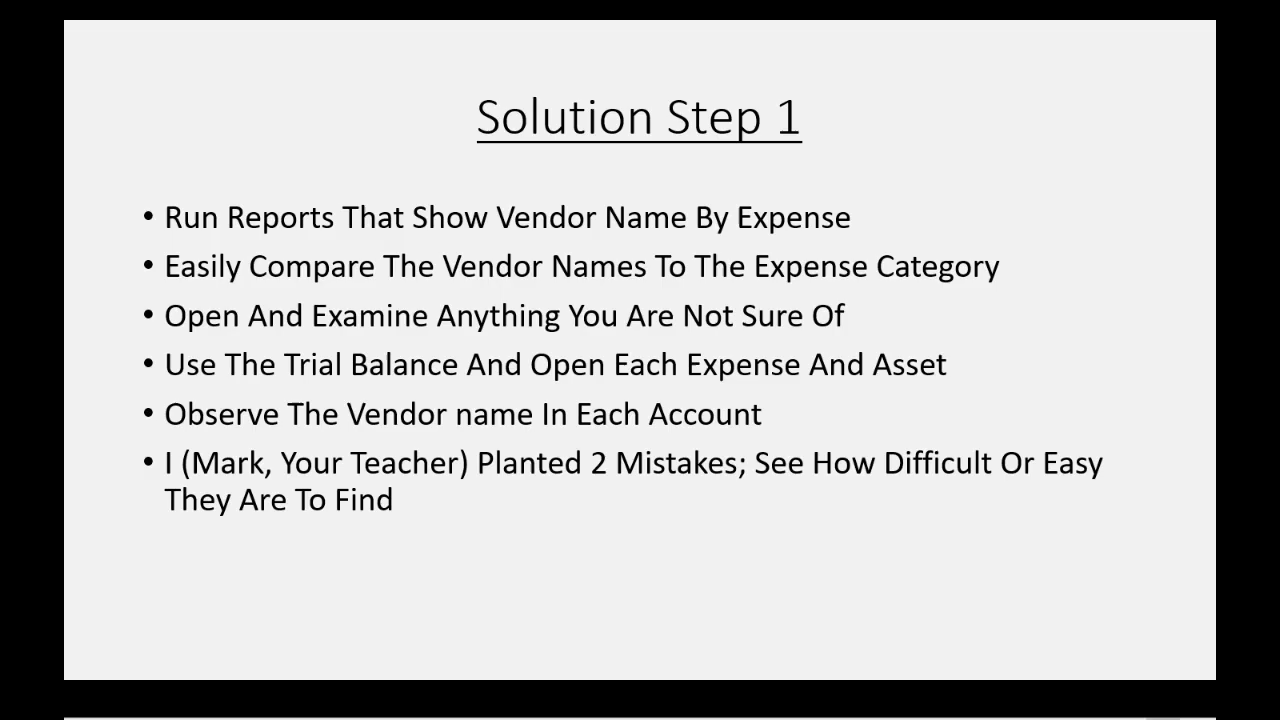 Solution Step 1
• Run Reports That Show Vendor Name By Expense
• Easily Compare The Vendor Names To The Expense Category
• Open And Examine Anything You Are Not Sure Of
• Use The Trial Balance And Open Each Expense And Asset
• Observe The Vendor name In Each Account
• I (Mark, Your Teacher) Planted 2 Mistakes; See How Difficult Or Easy
They Are To Find